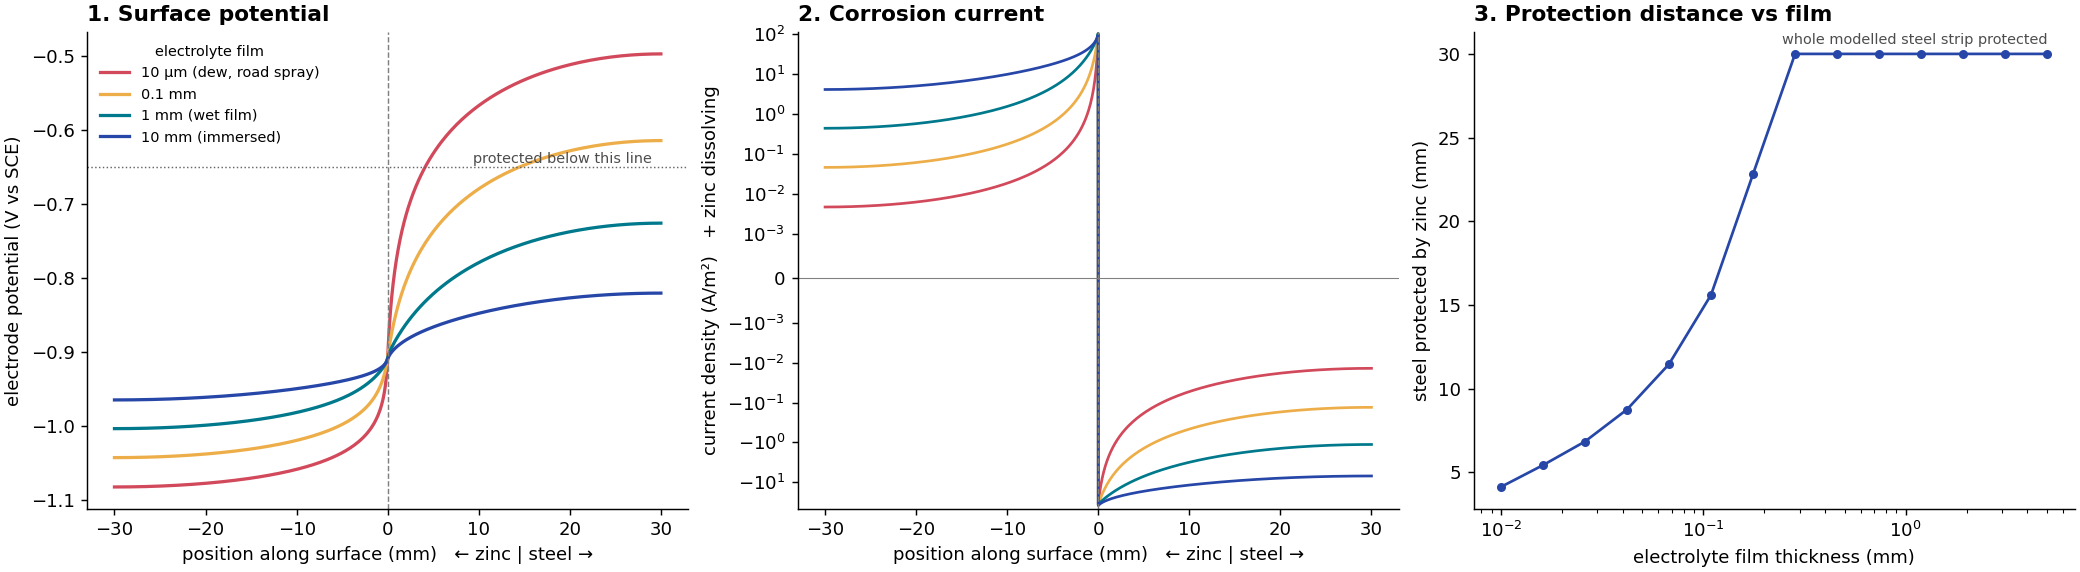 1. Surface potential
electrode potential (V vs SCE)
−0.5
−0.6
−0.7
−0.8
−0.9
−1.0
−1.1
electrolyte film
10 μm (dew, road spray)
0.1 mm
1 mm (wet film)
10 mm (immersed)
protected below this line
−30 −20 −10 0 10 20 30
position along surface (mm) ← zinc | steel →
2. Corrosion current
current density (A/m²) + zinc dissolving
10²
10¹
10⁰
10⁻¹
10⁻²
10⁻³
0
−10⁻³
−10⁻²
−10⁻¹
−10⁰
−10¹
−30 −20 −10 0 10 20 30
position along surface (mm) ← zinc | steel →
3. Protection distance vs film
whole modelled steel strip protected
steel protected by zinc (mm)
30
25
20
15
10
5
10⁻² 10⁻¹ 10⁰
electrolyte film thickness (mm)